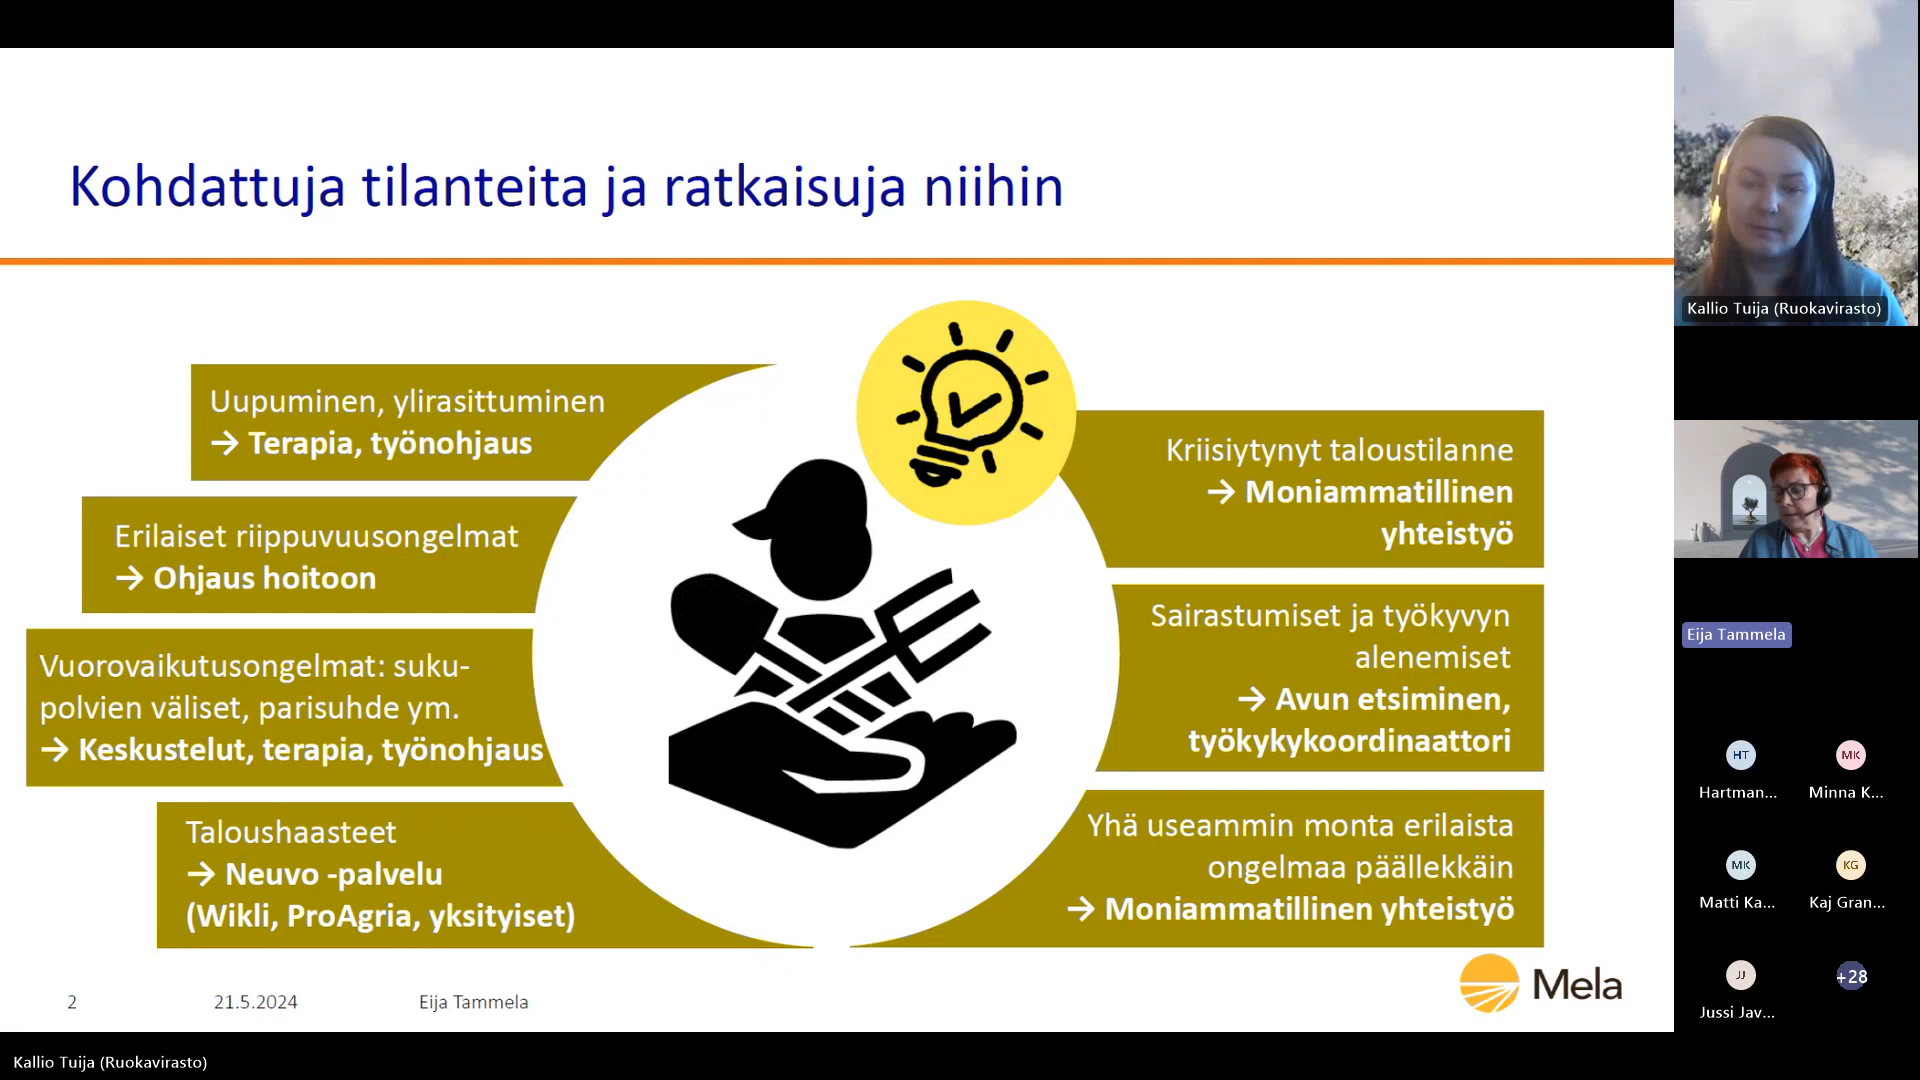 Kohdattuja tilanteita ja ratkaisuja niihin
Uupuminen, ylirasittuminen
→ Terapia, työnohjaus
Erilaiset riippuvuusongelmat
→ Ohjaus hoitoon
Vuorovaikutusongelmat: suku-
polvien väliset, parisuhde ym.
→ Keskustelut, terapia, työnohjaus
Taloushaasteet
→ Neuvo -palvelu
(Wikli, ProAgria, yksityiset)
Kriisiytynyt taloustilanne
→ Moniammatillinen
yhteistyö
Sairastumiset ja työkyvyn
alenemiset
→ Avun etsiminen,
työkykykoordinaattori
Yhä useammin monta erilaista
ongelmaa päällekkäin
→ Moniammatillinen yhteistyö
2 21.5.2024 Eija Tammela
Mela
Kallio Tuija (Ruokavirasto)
Kallio Tuija (Ruokavirasto)
Eija Tammela
HT MK
Hartman... Minna K...
MK KG
Matti Ka... Kaj Gran...
JJ +28
Jussi Jav...